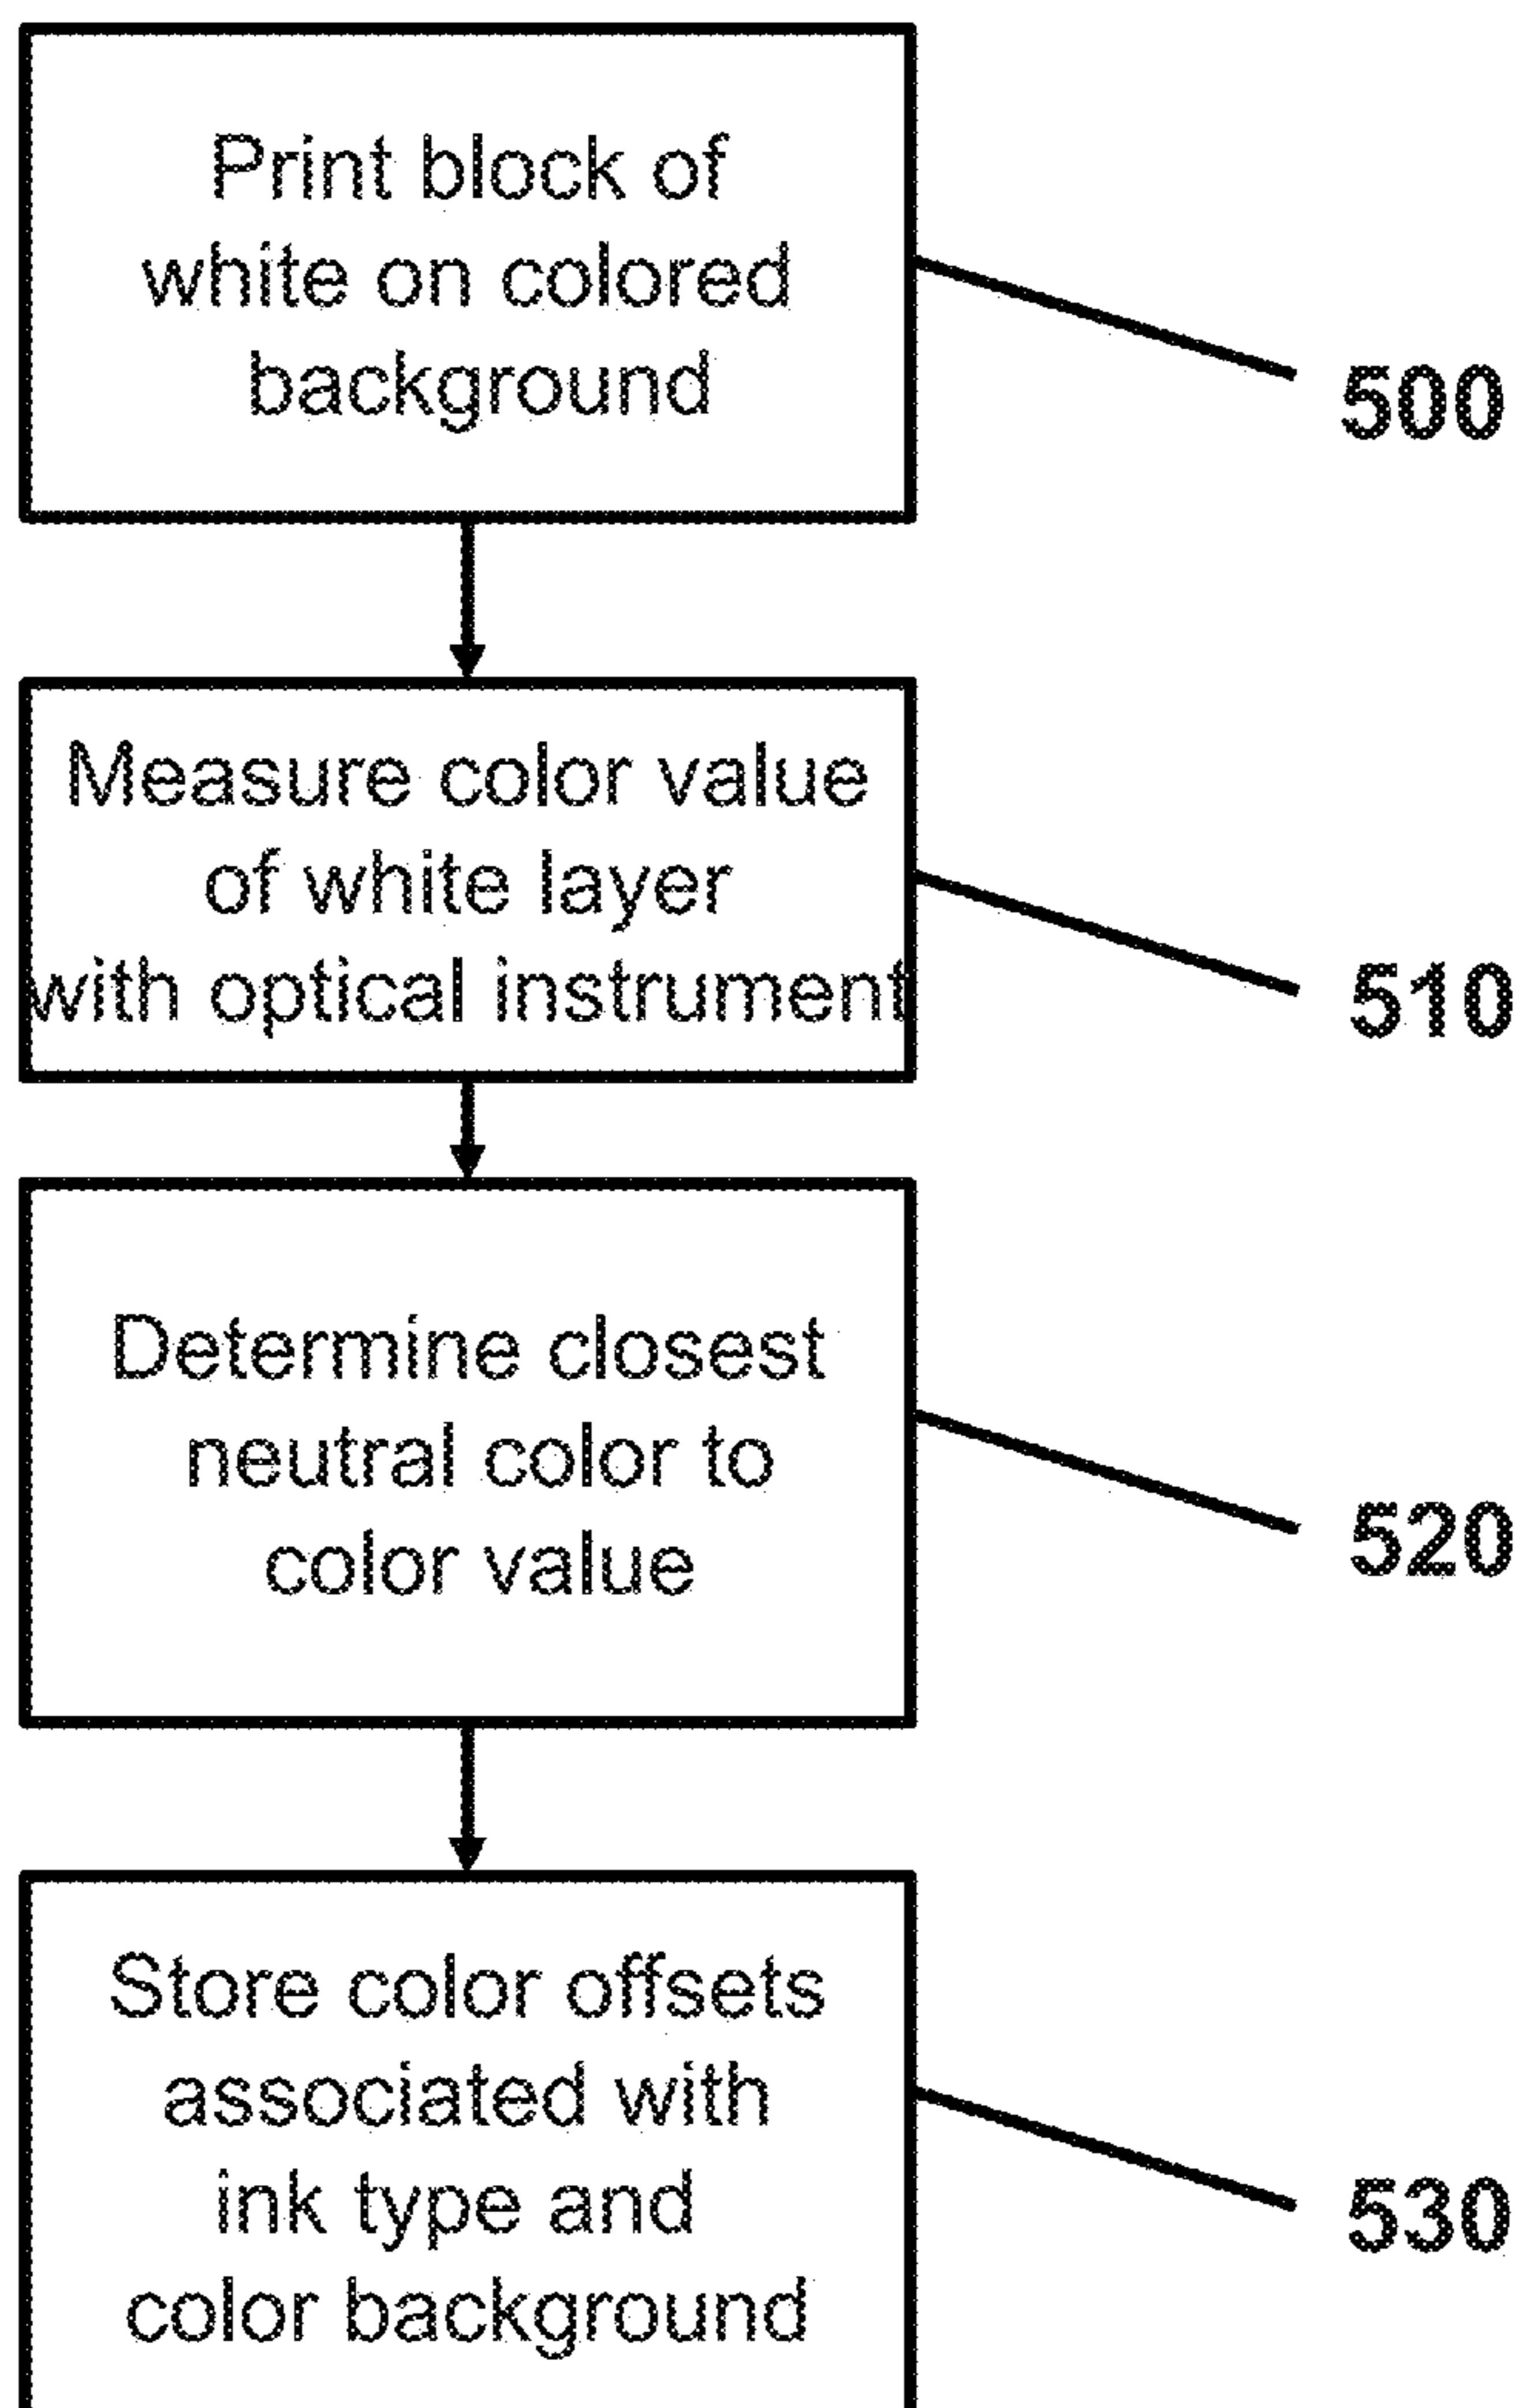 Print block of
white on colored
background
500
Measure color value
of white layer
with optical instrument
510
Determine closest
neutral color to
color value
520
Store color offsets
associated with
ink type and
color background
530